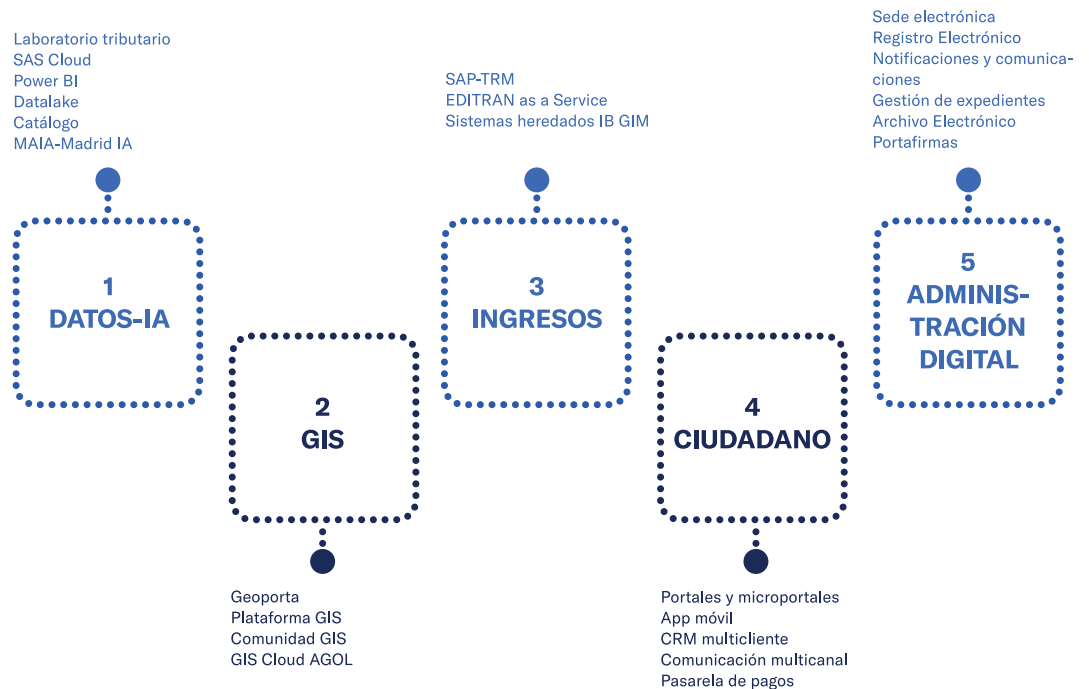 Laboratorio tributario
SAS Cloud
Power BI
Datalake
Catálogo
MAIA-Madrid IA
1
DATOS-IA
2
GIS
Geoporta
Plataforma GIS
Comunidad GIS
GIS Cloud AGOL
SAP-TRM
EDITRAN as a Service
Sistemas heredados IB GIM
3
INGRESOS
4
CIUDADANO
Portales y microportales
App móvil
CRM multicliente
Comunicación multicanal
Pasarela de pagos
Sede electrónica
Registro Electrónico
Notificaciones y comunica-
ciones
Gestión de expedientes
Archivo Electrónico
Portafirmas
5
ADMINIS-
TRACIÓN
DIGITAL